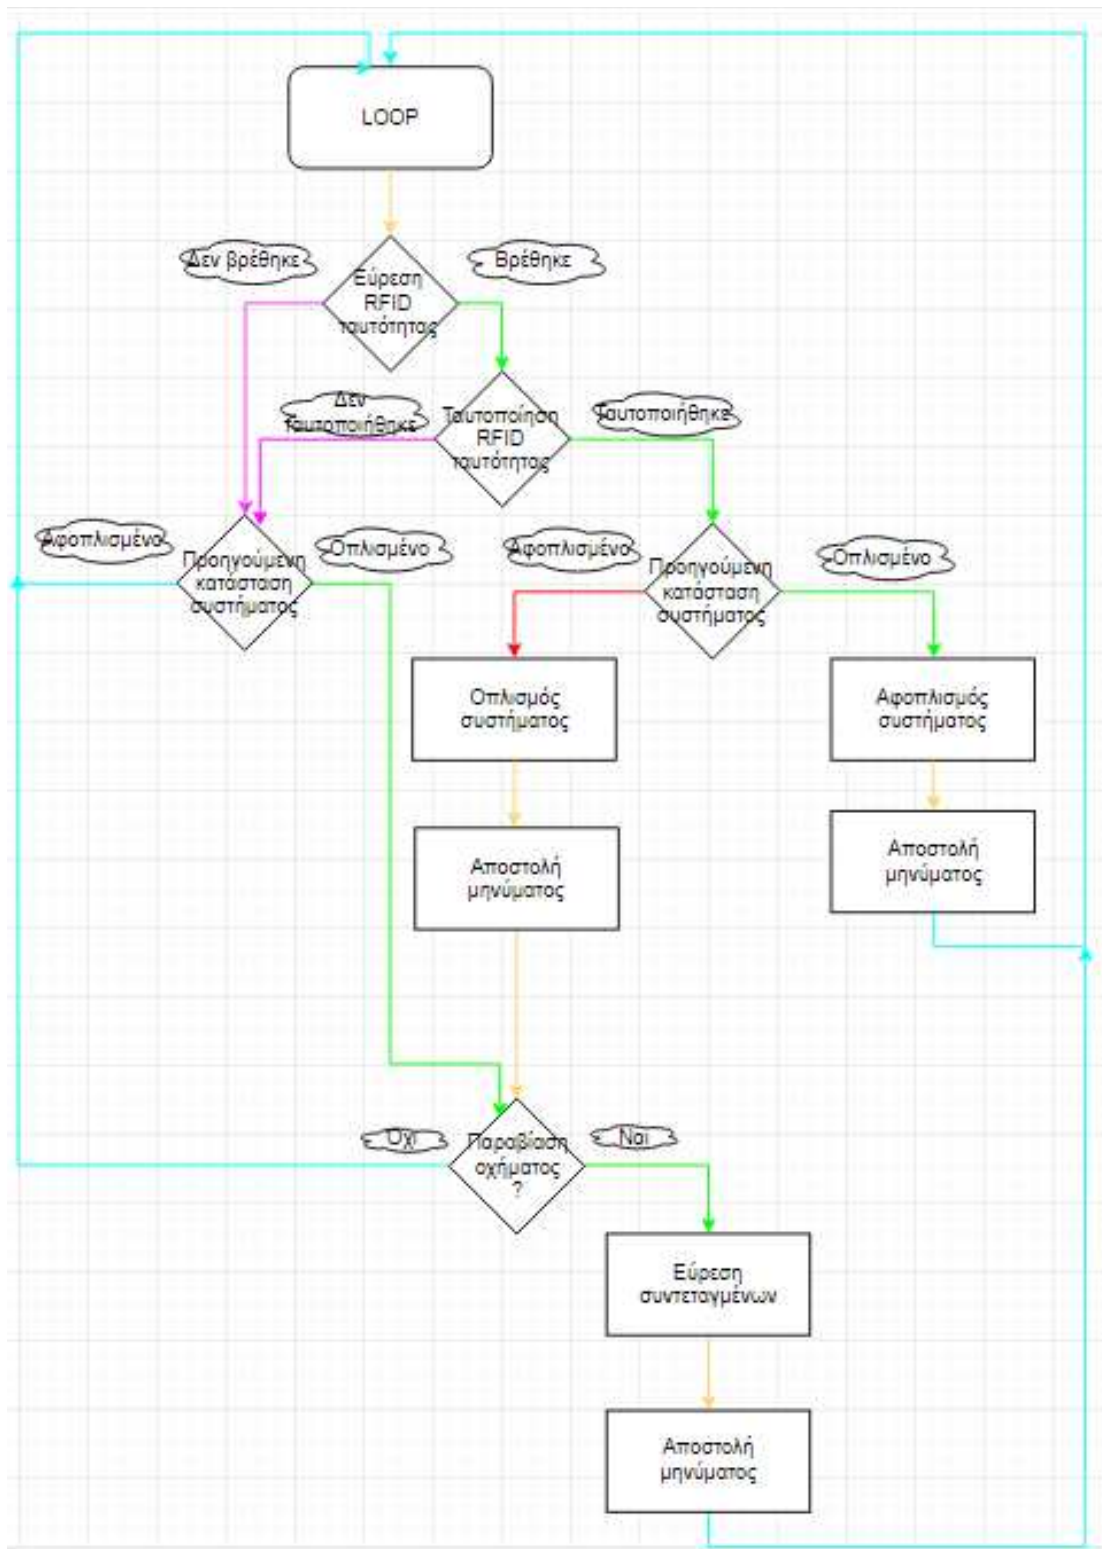 LOOP
Δεν βρέθηκε
Βρέθηκε
Εύρεση
RFID
ταυτότητας
Δεν
Ταυτοποιήθηκε
Ταυτοποίηση
RFID
ταυτότητας
Ταυτοποιήθηκε
Αφοπλισμένο
Προηγούμενη
κατάσταση
συστήματος
Οπλισμένο
Αφοπλισμένο
Προηγούμενη
κατάσταση
συστήματος
Οπλισμένο
Οπλισμός
συστήματος
Αφοπλισμός
συστήματος
Αποστολή
μηνύματος
Αποστολή
μηνύματος
Όχι
Παραβίαση
οχήματος
?
Ναι
Εύρεση
συντεταγμένων
Αποστολή
μηνύματος